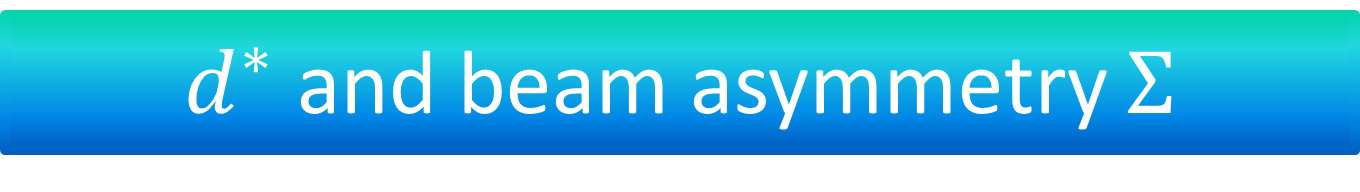 d* and beam asymmetry Σ